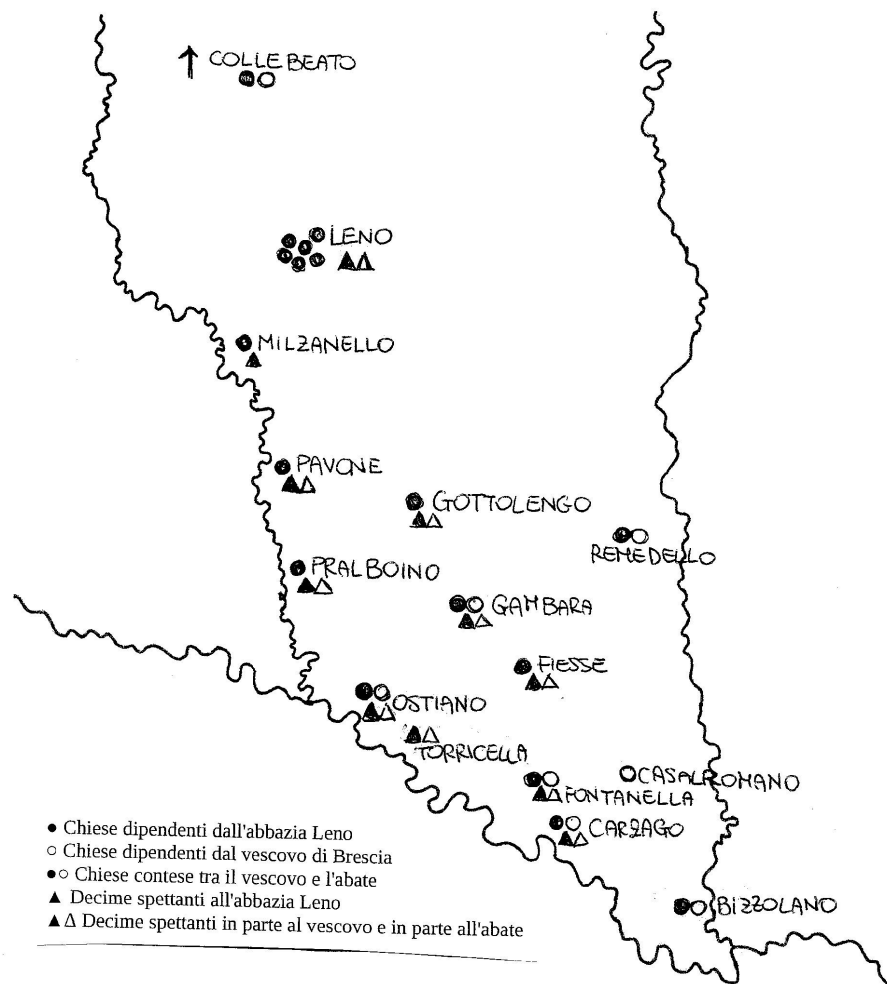 COLLEBEATO
LENO
MILZANELLO
PAVONE
GOTTOLENGO
REMEDELLO
PRALBOINO
GAMBARA
FIESSE
OSTIANO
TORRICELLA
CASALROMANO
FONTANELLA
CARZAGO
BIZZOLANO
● Chiese dipendenti dall'abbazia Leno
○ Chiese dipendenti dal vescovo di Brescia
●○ Chiese contese tra il vescovo e l'abate
▲ Decime spettanti all'abbazia Leno
▲ Δ Decime spettanti in parte al vescovo e in parte all'abate